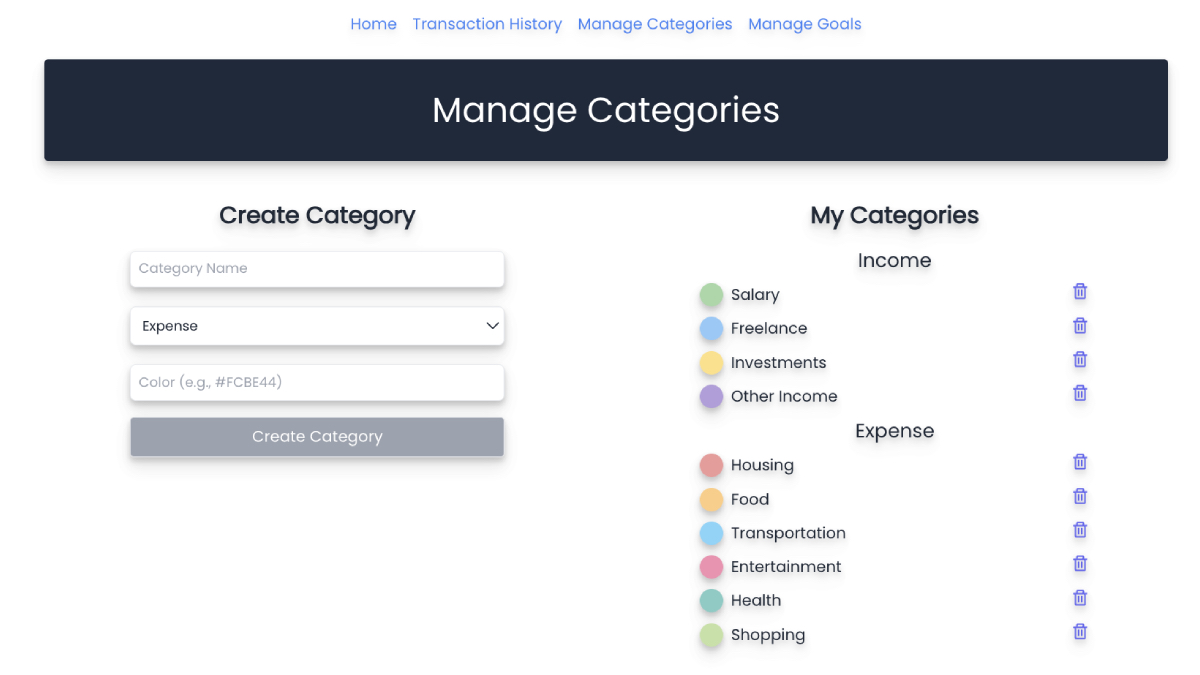 Home Transaction History Manage Categories Manage Goals
Manage Categories
Create Category
Category Name
Expense
Color (e.g., #FCBE44)
Create Category
My Categories
Income
Salary
Freelance
Investments
Other Income
Expense
Housing
Food
Transportation
Entertainment
Health
Shopping